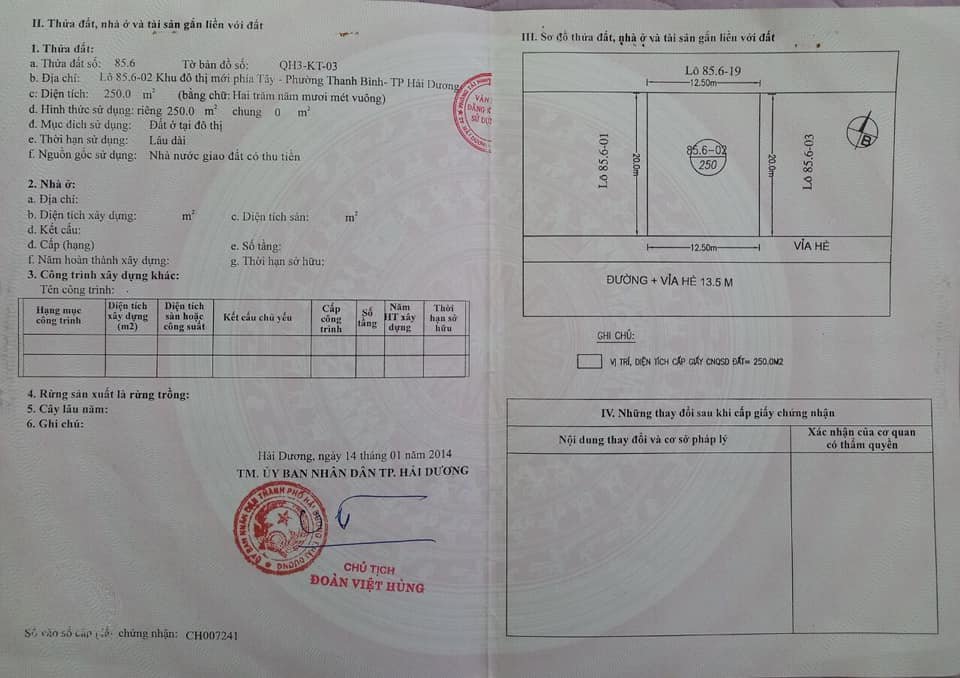 II. Thửa đất, nhà ở và tài sản gắn liền với đất
1. Thửa đất:
a. Thửa đất số: 85.6 Tờ bản đồ số: QH3-KT-03
b. Địa chỉ: Lô 85.6-02 Khu đô thị mới phía Tây - Phường Thanh Bình- TP Hải Dương
c: Diện tích: 250.0 m² (bằng chữ: Hai trăm năm mươi mét vuông)
d. Hình thức sử dụng: riêng 250.0 m² chung 0 m²
đ. Mục đích sử dụng: Đất ở tại đô thị
e. Thời hạn sử dụng: Lâu dài
f. Nguồn gốc sử dụng: Nhà nước giao đất có thu tiền
2. Nhà ở:
a. Địa chỉ:
b. Diện tích xây dựng: m² c. Diện tích sàn: m²
d. Kết cấu:
đ. Cấp (hạng) e. Số tầng:
f. Năm hoàn thành xây dựng: g. Thời hạn sở hữu:
3. Công trình xây dựng khác:
Tên công trình:
Hạng mục công trình
Diện tích xây dựng (m2)
Diện tích sàn hoặc công suất
Kết cấu chủ yếu
Cấp công trình
Số tầng
Năm HT xây dựng
Thời hạn sở hữu
4. Rừng sản xuất là rừng trồng:
5. Cây lâu năm:
6. Ghi chú:
Hải Dương, ngày 14 tháng 01 năm 2014
TM. ỦY BAN NHÂN DÂN TP. HẢI DƯƠNG
ỦY BAN NHÂN DÂN THÀNH PHỐ HẢI DƯƠNG
CHỦ TỊCH
ĐOÀN VIỆT HÙNG
Số vào sổ cấp giấy chứng nhận: CH007241
III. Sơ đồ thửa đất, nhà ở và tài sản gắn liền với đất
Lô 85.6-19
12.50m
Lô 85.6-01
20.0m
85.6-02
250
20.0m
Lô 85.6-03
B
12.50m
VỈA HÈ
ĐƯỜNG + VỈA HÈ 13.5 M
GHI CHÚ:
VỊ TRÍ, DIỆN TÍCH CẤP GIẤY CNQSD ĐẤT= 250.0M2
IV. Những thay đổi sau khi cấp giấy chứng nhận
Nội dung thay đổi và cơ sở pháp lý
Xác nhận của cơ quan có thẩm quyền